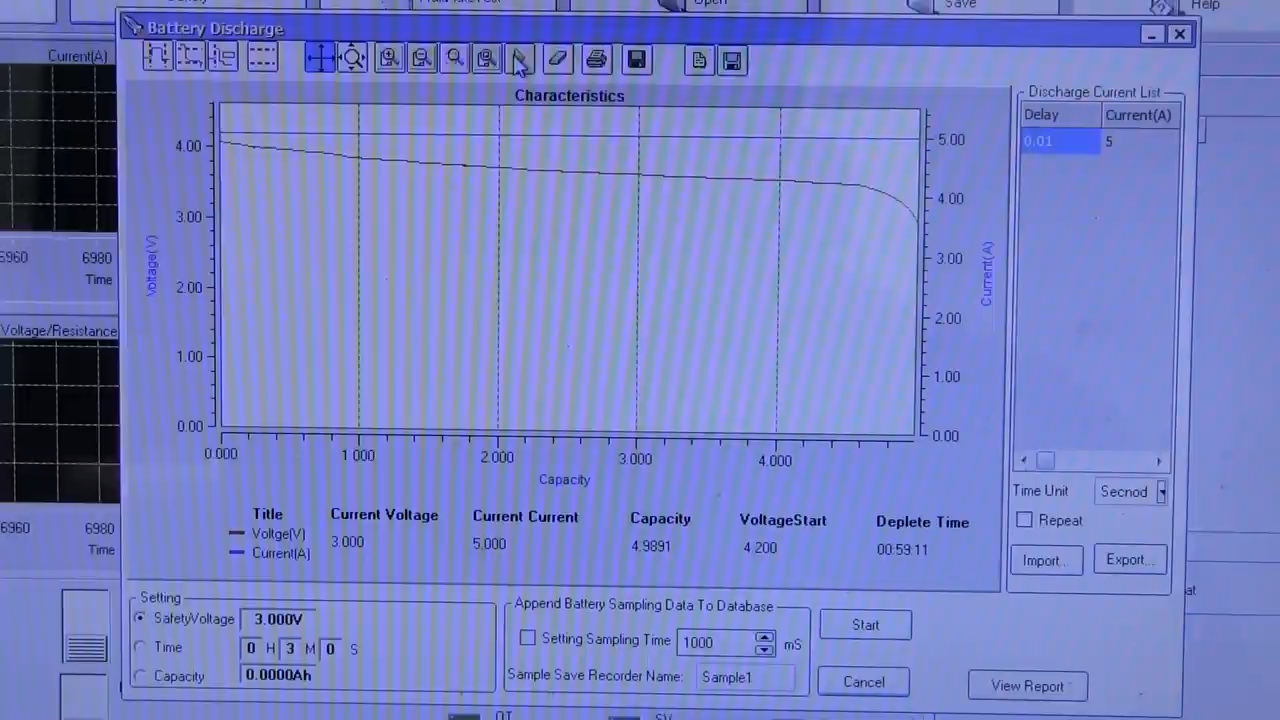 Open
Save
Help
Battery Discharge
Current(A)
Characteristics
Discharge Current List
Delay Current(A)
0.01 5
4.00
3.00
2.00
1.00
0.00
Voltage(V)
5.00
4.00
3.00
2.00
1.00
0.00
Current(A)
0.000 1 000 2.000 3.000 4.000
Capacity
6960 6980
Time
Voltage/Resistance
6960 6980
Time
Title Current Voltage Current Current Capacity VoltageStart Deplete Time
Voltge(V)
Current(A)
3.000 5.000 4.9891 4.200 00:59:11
Time Unit Secnod
Repeat
Import.. Export...
Setting
SafetyVoltage 3.000V
Time 0 H 3 M 0 S
Capacity 0.0000Ah
Append Battery Sampling Data To Database
Setting Sampling Time 1000 mS
Sample Save Recorder Name: Sample1
Start
Cancel
View Report